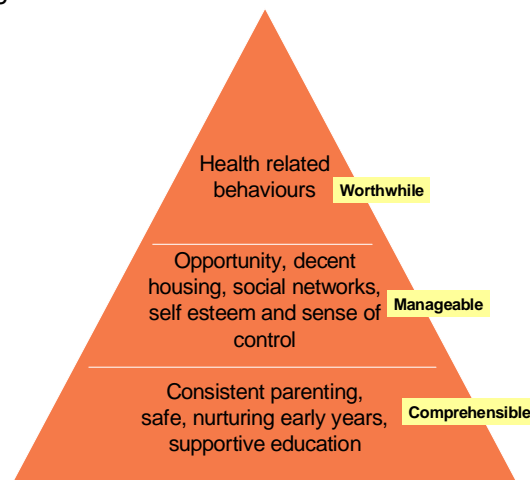 Health related
behaviours
Worthwhile
Opportunity, decent
housing, social networks,
self esteem and sense of
control
Manageable
Consistent parenting,
safe, nurturing early years,
supportive education
Comprehensible